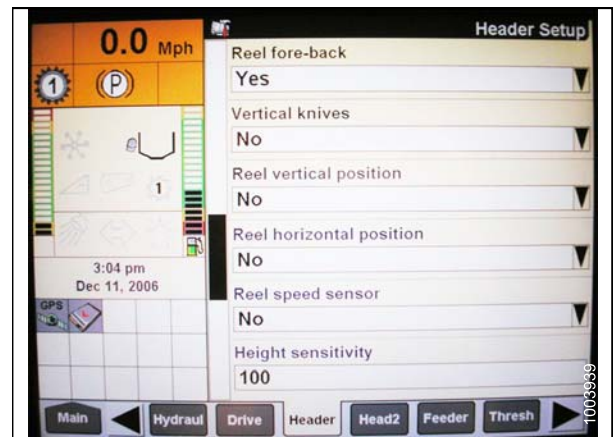 0.0 Mph
1
(P)
1
3:04 pm
Dec 11, 2006
GPS
Header Setup
Reel fore-back
Yes
Vertical knives
No
Reel vertical position
No
Reel horizontal position
No
Reel speed sensor
No
Height sensitivity
100
Main
Hydraul
Drive
Header
Head2
Feeder
Thresh
1003939